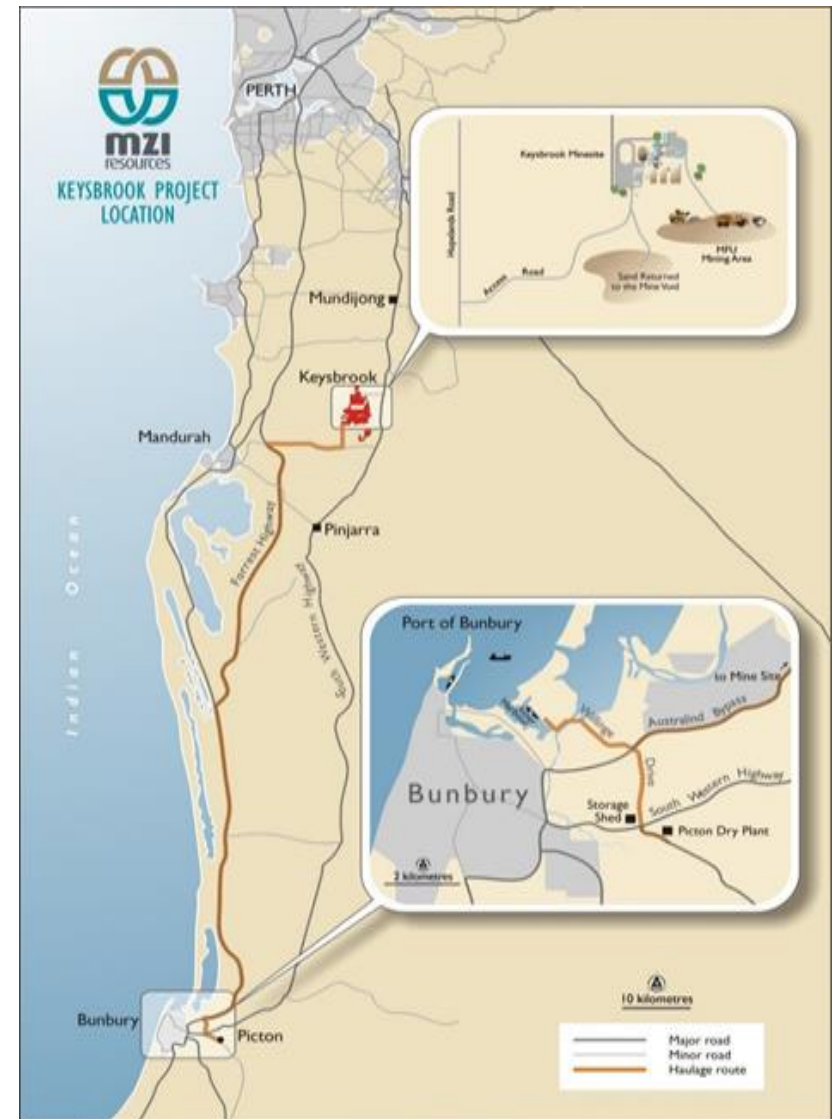 PERTH
mzi
resources
KEYSBROOK PROJECT
LOCATION
Keysbrook Minesite
Hopelands Road
MFU
Mining Area
Access Road
Sand Returned
to the Mine Void
Mundijong
Keysbrook
Mandurah
Forrest Highway
Pinjarra
South Western Highway
Indian Ocean
Port of Bunbury
to Mine Site
Australind Bypass
Willinge Drive
South Western Highway
Bunbury
Storage
Shed
Picton Dry Plant
2 kilometres
Bunbury
Picton
10 kilometres
Major road
Minor road
Haulage route